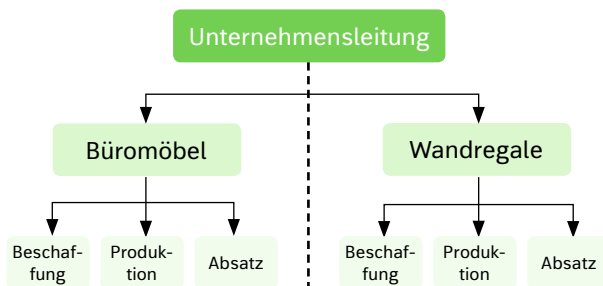 Unternehmensleitung
Büromöbel
Wandregale
Beschaf-
fung
Produk-
tion
Absatz
Beschaf-
fung
Produk-
tion
Absatz